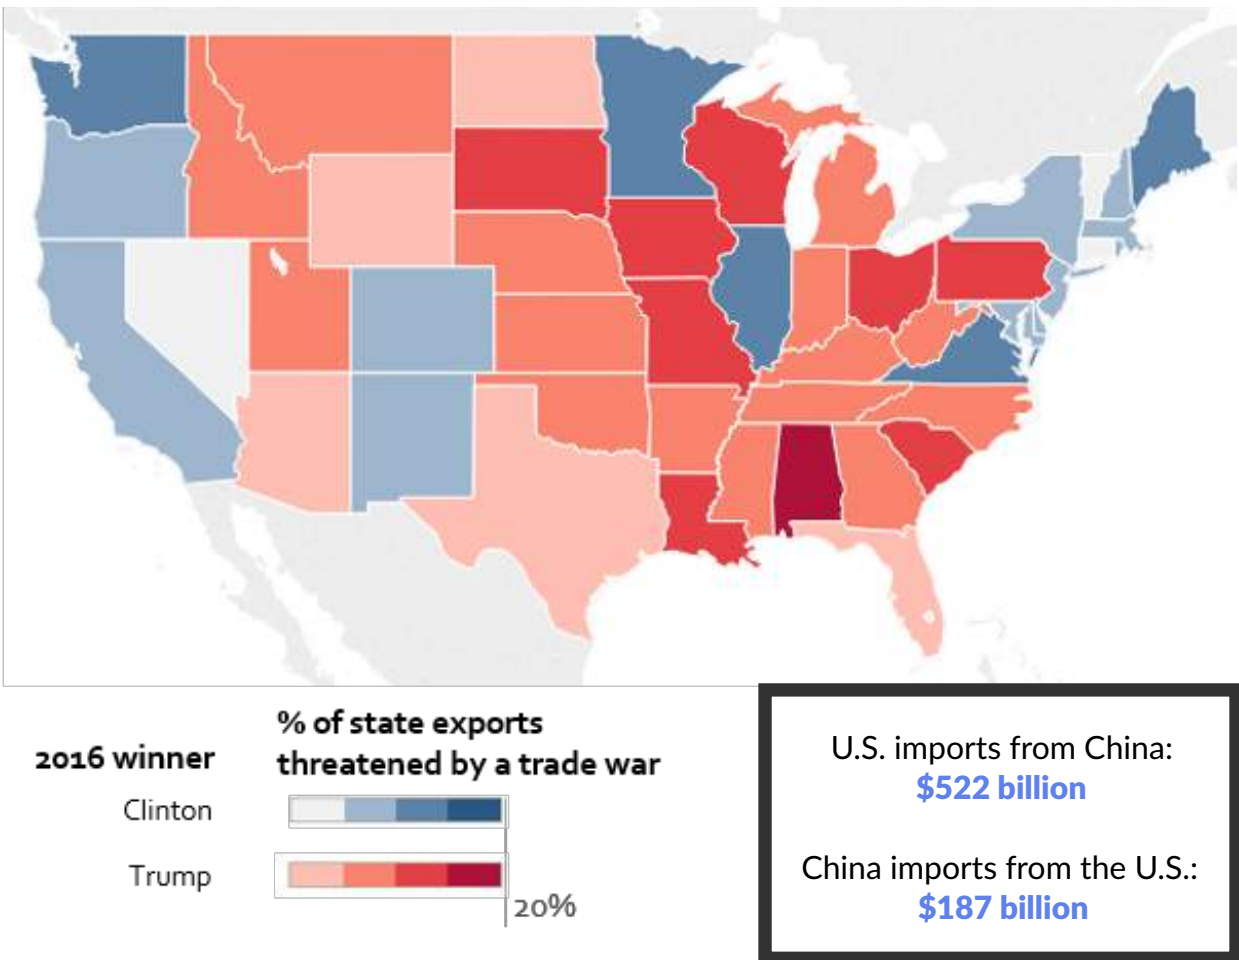 % of state exports
threatened by a trade war
2016 winner
Clinton
Trump
20%
U.S. imports from China:
$522 billion
China imports from the U.S.:
$187 billion